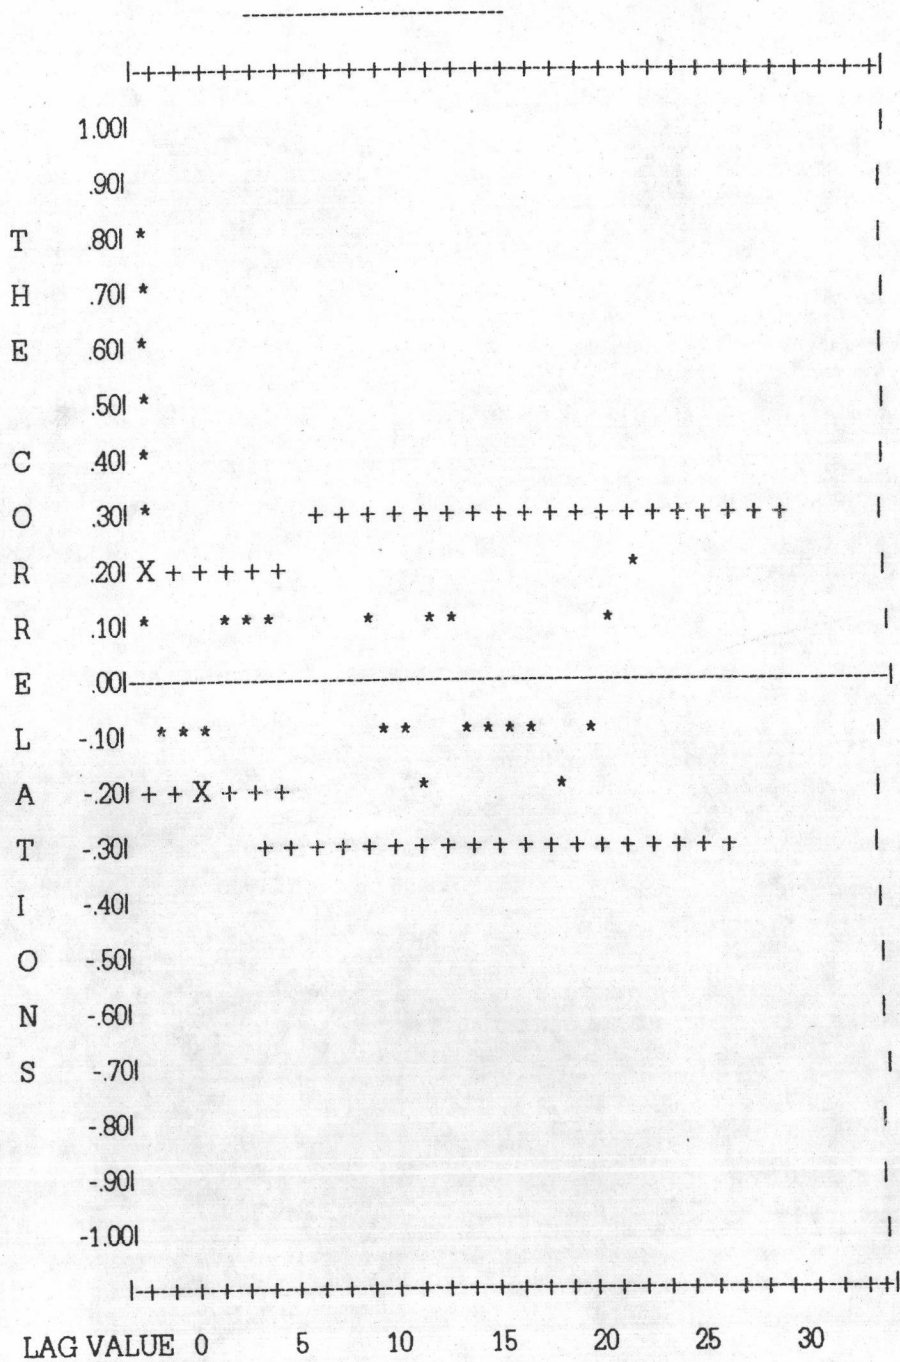 --------------------------
|-+-+-+-+-+-+-+-+-+-+-+-+-+-+-+-+-+-+-+-+-+-+-+-+-+-+-+-+-+-|
1.00| |
.90| |
T .80| * |
H .70| * |
E .60| * |
.50| * |
C .40| * |
O .30| * + + + + + + + + + + + + + + + + + + + |
R .20| X + + + + + * |
R .10| * * * * * * * * |
E .00|------------------------------------------------|
L -.10| * * * * * * * * * * |
A -.20| + + X + + + * * |
T -.30| + + + + + + + + + + + + + + + + + + + |
I -.40| |
O -.50| |
N -.60| |
S -.70| |
-.80| |
-.90| |
-1.00| |
|-+-+-+-+-+-+-+-+-+-+-+-+-+-+-+-+-+-+-+-+-+-+-+-+-+-+-+-+-+-|
LAG VALUE 0 5 10 15 20 25 30